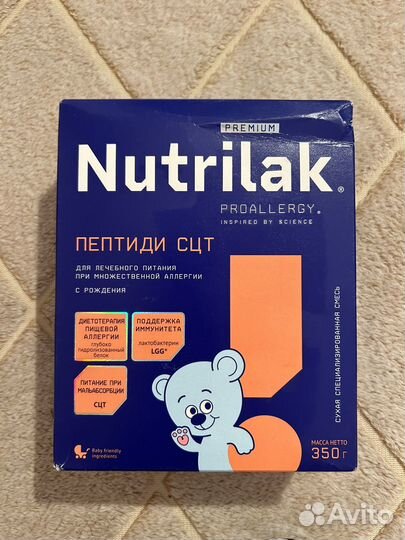 PREMIUM
Nutrilak®
PROALLERGY®
INSPIRED BY SCIENCE
ПЕПТИДИ СЦТ
ДЛЯ ЛЕЧЕБНОГО ПИТАНИЯ
ПРИ МНОЖЕСТВЕННОЙ АЛЛЕРГИИ
С РОЖДЕНИЯ
ДИЕТОТЕРАПИЯ
ПИЩЕВОЙ
АЛЛЕРГИИ
глубоко
гидролизованный
белок
ПОДДЕРЖКА
ИММУНИТЕТА
лактобактерии
LGG®
ПИТАНИЕ ПРИ
МАЛЬАБСОРБЦИИ
СЦТ
СУХАЯ СПЕЦИАЛИЗИРОВАННАЯ СМЕСЬ
Baby friendly
ingredients
МАССА НЕТТО
350 г
Avito